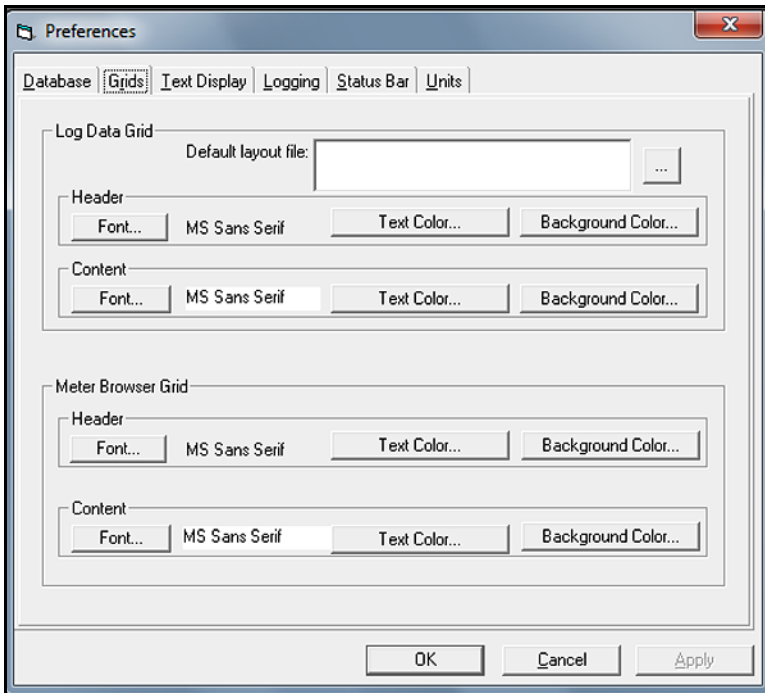 Preferences
Database Grids Text Display Logging Status Bar Units
Log Data Grid
Default layout file: ...
Header
Font... MS Sans Serif Text Color... Background Color...
Content
Font... MS Sans Serif Text Color... Background Color...
Meter Browser Grid
Header
Font... MS Sans Serif Text Color... Background Color...
Content
Font... MS Sans Serif Text Color... Background Color...
OK Cancel Apply